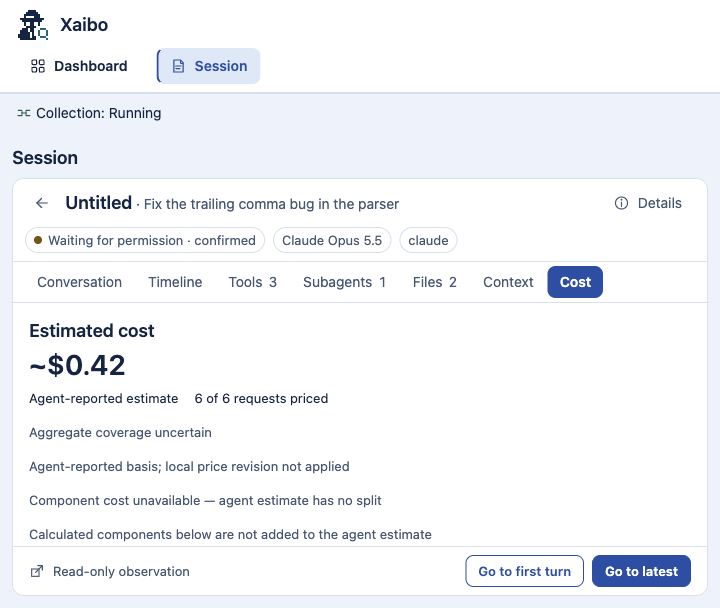 Xaibo
Dashboard
Session
Collection: Running
Session
Untitled · Fix the trailing comma bug in the parser
Details
Waiting for permission · confirmed
Claude Opus 5.5
claude
Conversation
Timeline
Tools 3
Subagents 1
Files 2
Context
Cost
Estimated cost
~$0.42
Agent-reported estimate 6 of 6 requests priced
Aggregate coverage uncertain
Agent-reported basis; local price revision not applied
Component cost unavailable — agent estimate has no split
Calculated components below are not added to the agent estimate
Read-only observation
Go to first turn
Go to latest